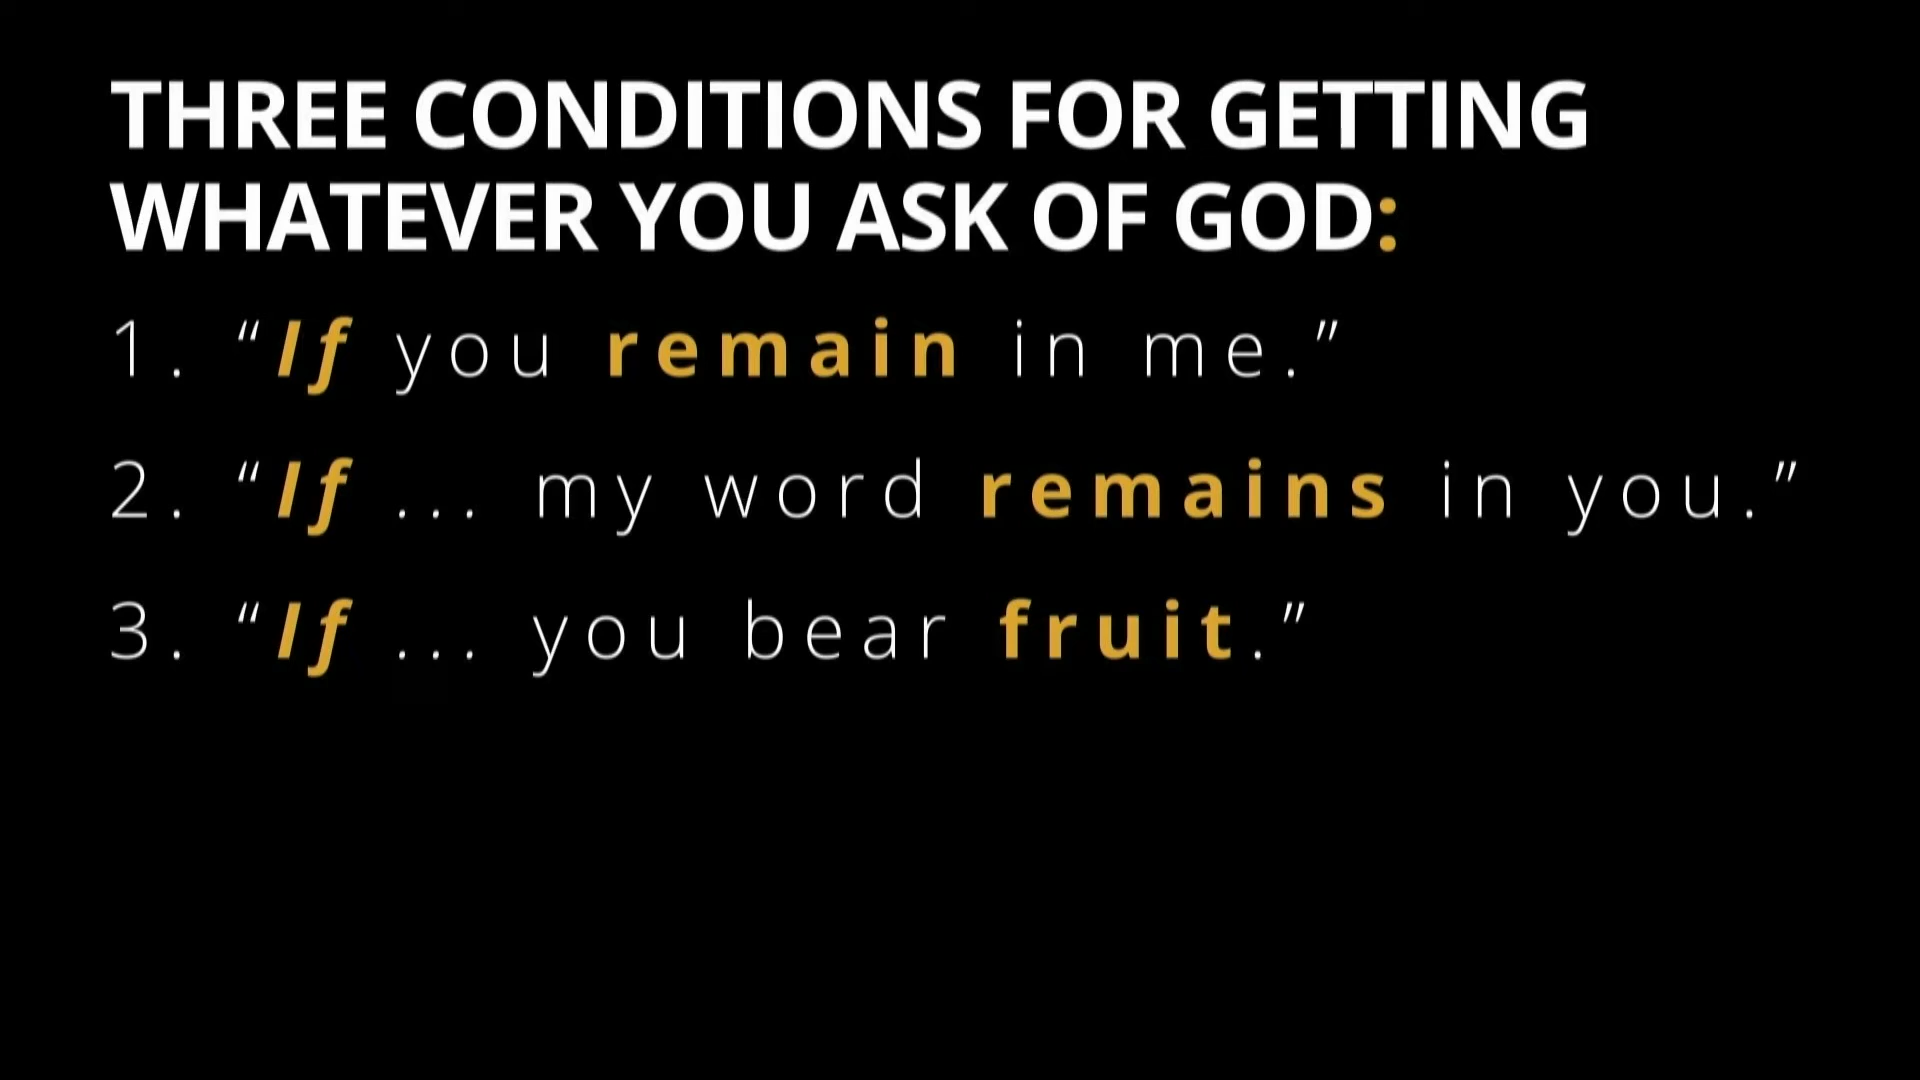 THREE CONDITIONS FOR GETTING
WHATEVER YOU ASK OF GOD:
1. “If you remain in me.”
2. “If ... my word remains in you.”
3. “If ... you bear fruit.”